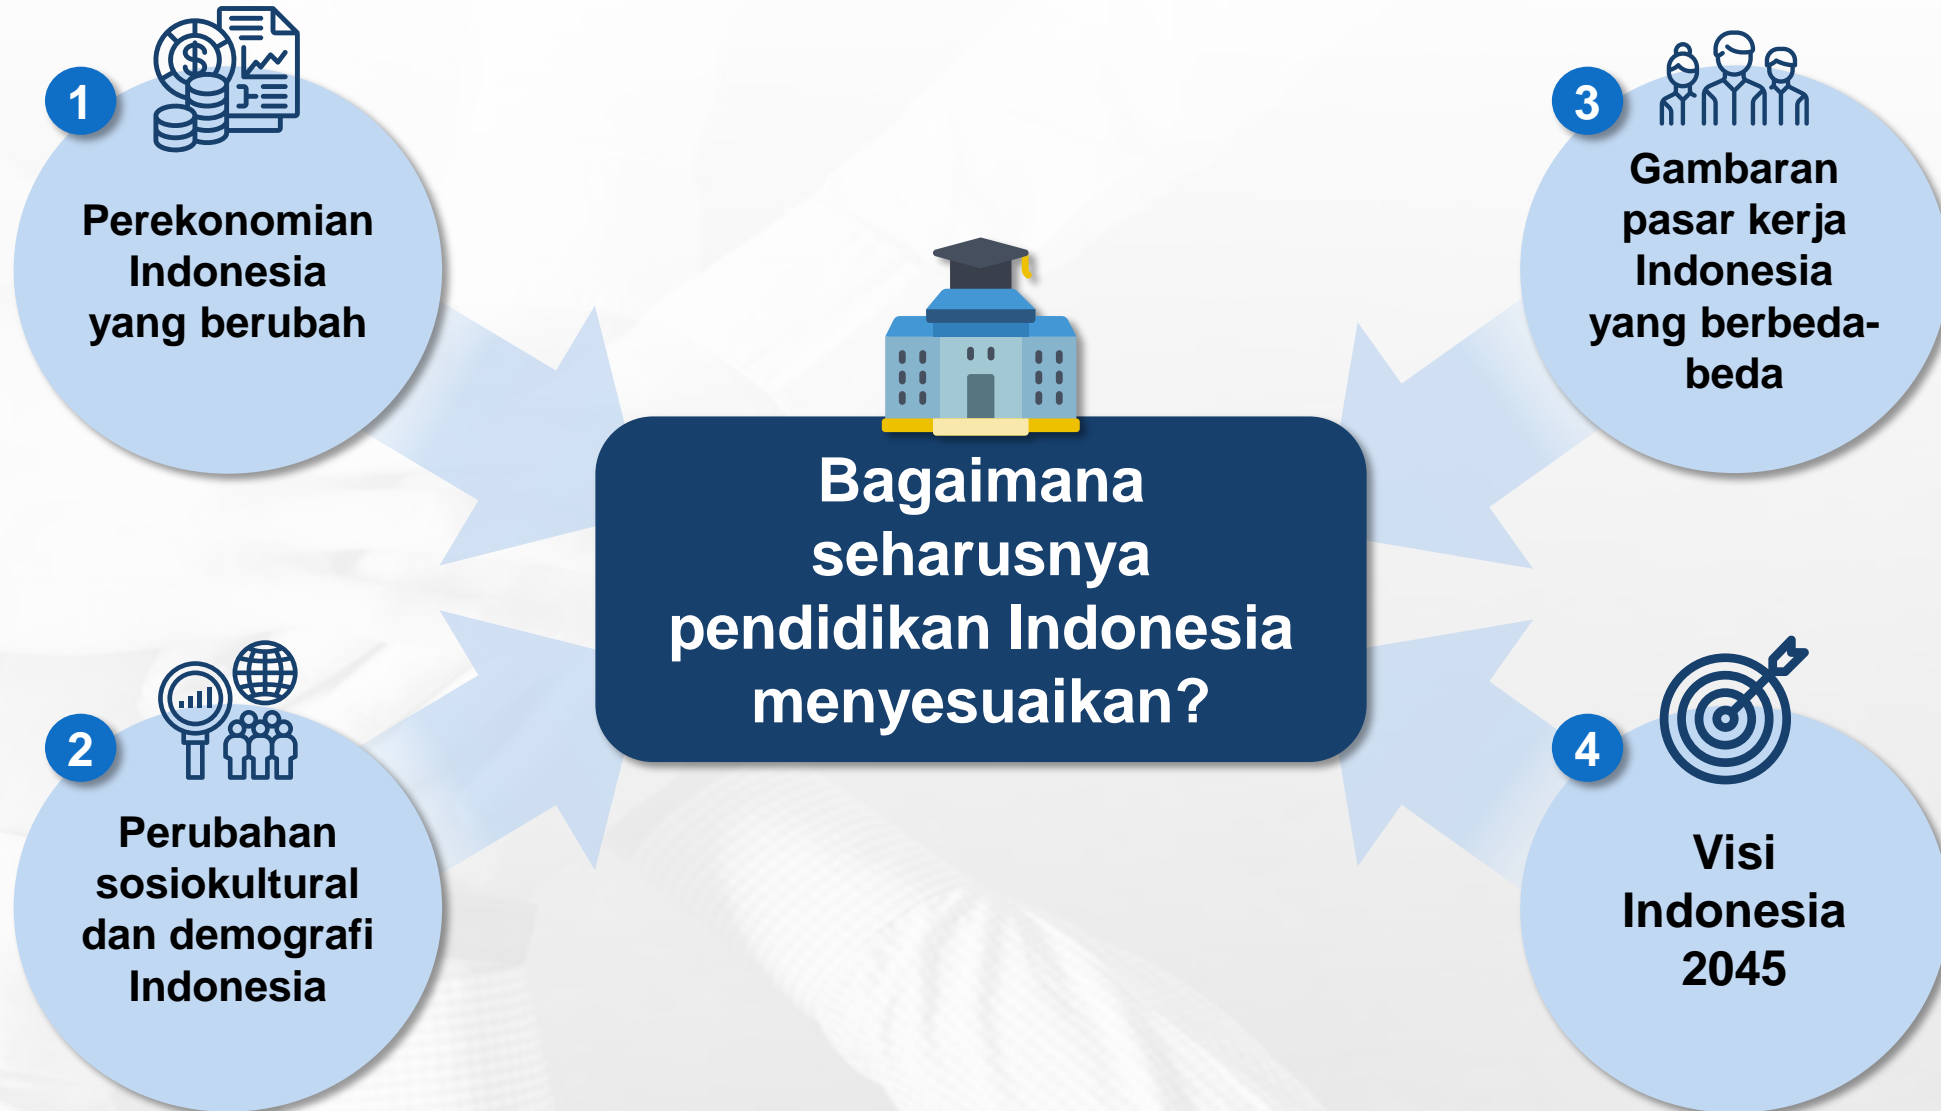 1
Perekonomian
Indonesia
yang berubah
2
Perubahan
sosiokultural
dan demografi
Indonesia
Bagaimana
seharusnya
pendidikan Indonesia
menyesuaikan?
3
Gambaran
pasar kerja
Indonesia
yang berbeda-
beda
4
Visi
Indonesia
2045